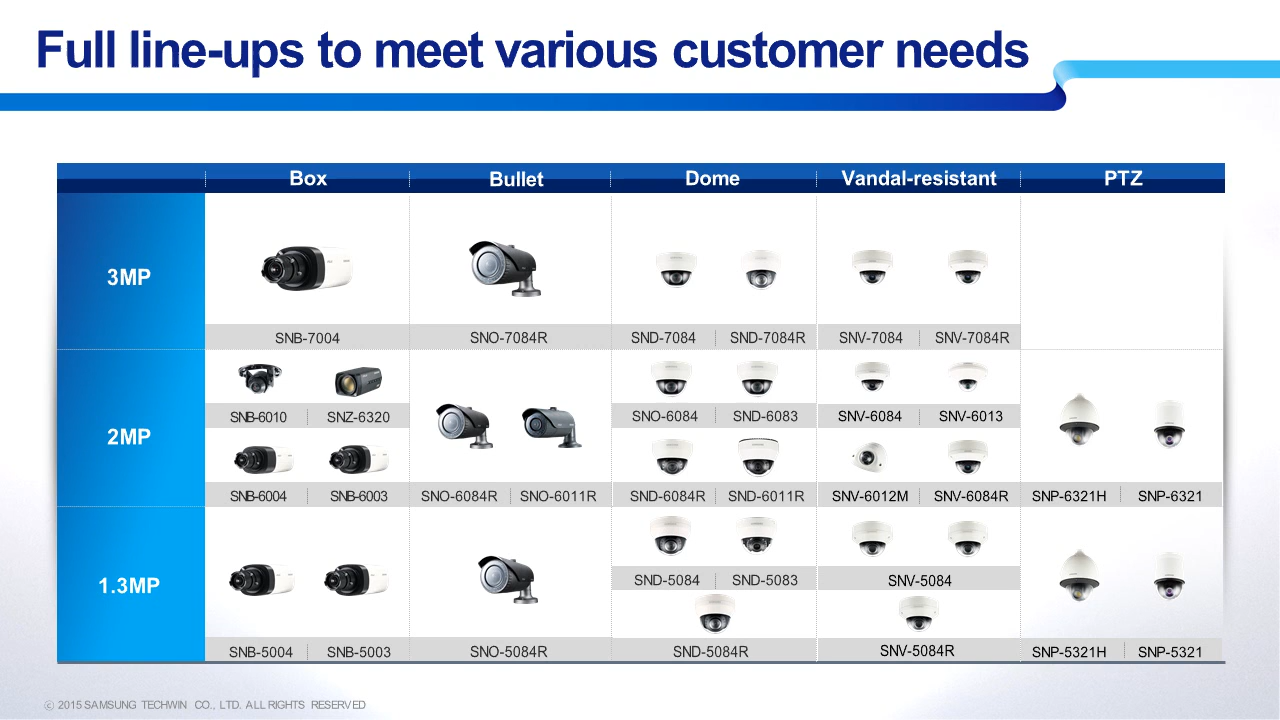 Full line-ups to meet various customer needs
Box Bullet Dome Vandal-resistant PTZ
3MP
SNB-7004 SNO-7084R SND-7084 SND-7084R SNV-7084 SNV-7084R
2MP
SNB-6010 SNZ-6320 SNO-6084 SND-6083 SNV-6084 SNV-6013
SNB-6004 SNB-6003 SNO-6084R SNO-6011R SND-6084R SND-6011R SNV-6012M SNV-6084R SNP-6321H SNP-6321
1.3MP
SND-5084 SND-5083 SNV-5084
SNB-5004 SNB-5003 SNO-5084R SND-5084R SNV-5084R SNP-5321H SNP-5321
ⓒ 2015 SAMSUNG TECHWIN CO., LTD. ALL RIGHTS RESERVED